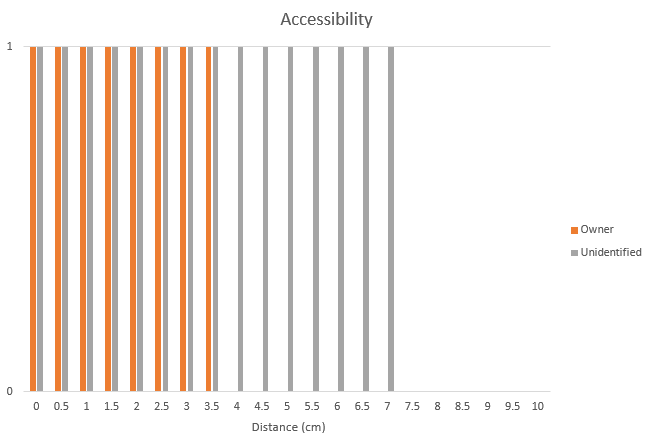 Accessibility
1
0
0 0.5 1 1.5 2 2.5 3 3.5 4 4.5 5 5.5 6 6.5 7 7.5 8 8.5 9 9.5 10
Distance (cm)
Owner
Unidentified